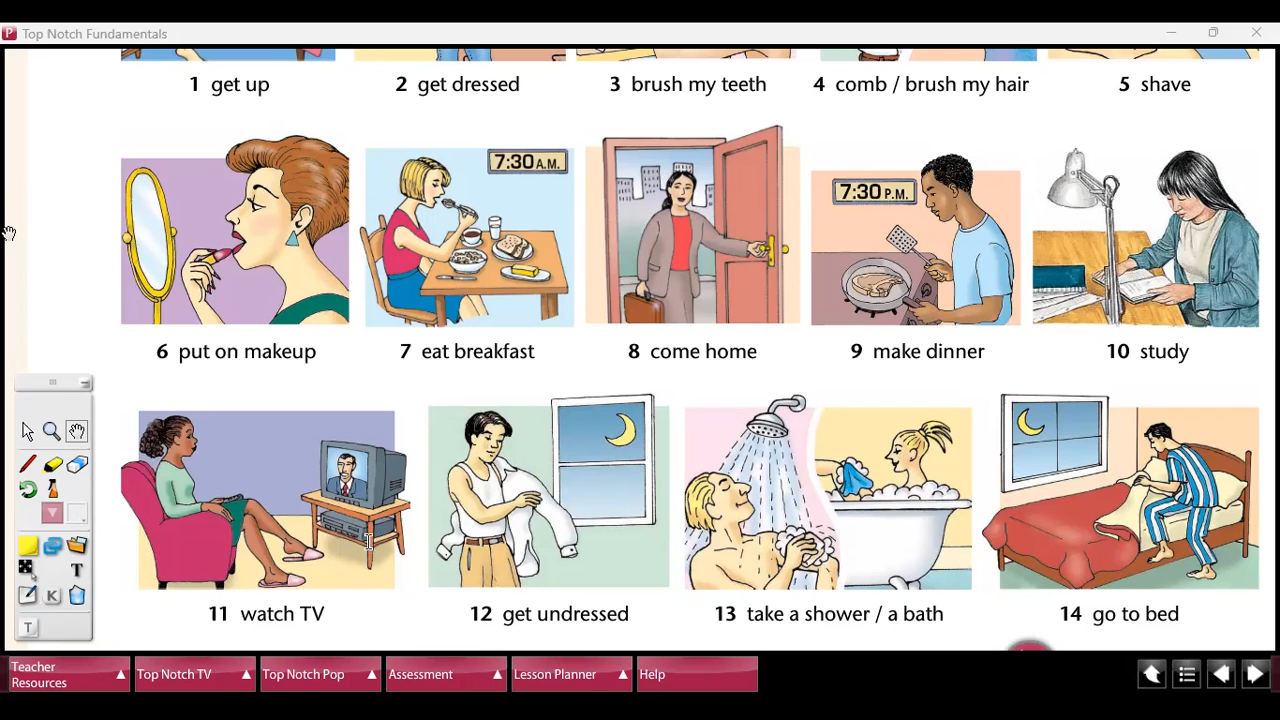 Top Notch Fundamentals
1 get up
2 get dressed
3 brush my teeth
4 comb / brush my hair
5 shave
7:30 A.M.
7:30 P.M.
6 put on makeup
7 eat breakfast
8 come home
9 make dinner
10 study
11 watch TV
12 get undressed
13 take a shower / a bath
14 go to bed
T
K
T
Teacher
Resources
Top Notch TV
Top Notch Pop
Assessment
Lesson Planner
Help